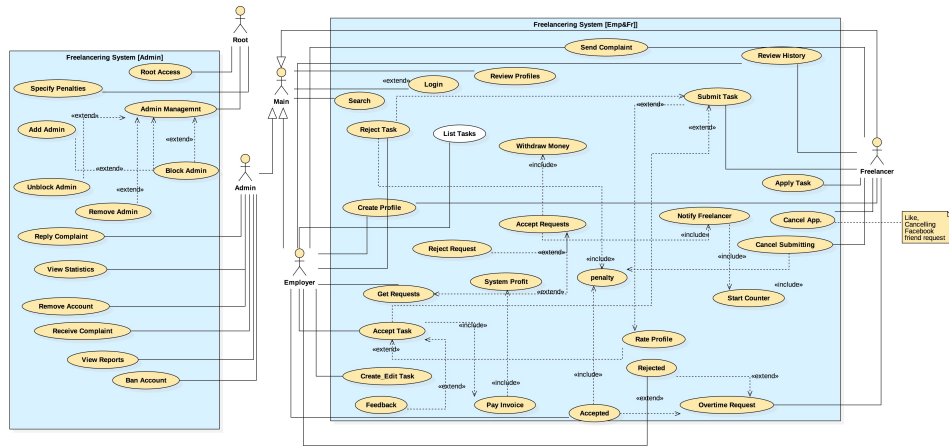 Root
Freelancering System [Emp&Fr]]
Freelancering System [Admin]
Send Complaint
Review History
Root Access
Review Profiles
«extend»
Login
Specify Penalties
Main
Search
Submit Task
«extend»
Admin Managemnt
«extend»
Add Admin
Reject Task
List Tasks
«extend»
«extend»
Withdraw Money
«include»
Freelancer
Admin
«extend»
Block Admin
Unblock Admin
«extend»
Apply Task
Remove Admin
Create Profile
Accept Requests
Notify Freelancer
Cancel App.
Like,
Cancelling
Facebook
friend request
Reply Complaint
«include»
Reject Request
«extend»
Cancel Submitting
«include»
«include»
View Statistics
Employer
System Profit
penalty
Get Requests
«extend»
«include»
Start Counter
Remove Account
Receive Complaint
Accept Task
«include»
«extend»
Rate Profile
View Reports
Rejected
Ban Account
Create_Edit Task
«include»
«include»
«extend»
«extend»
Feedback
Pay Invoice
«extend»
Accepted
Overtime Request